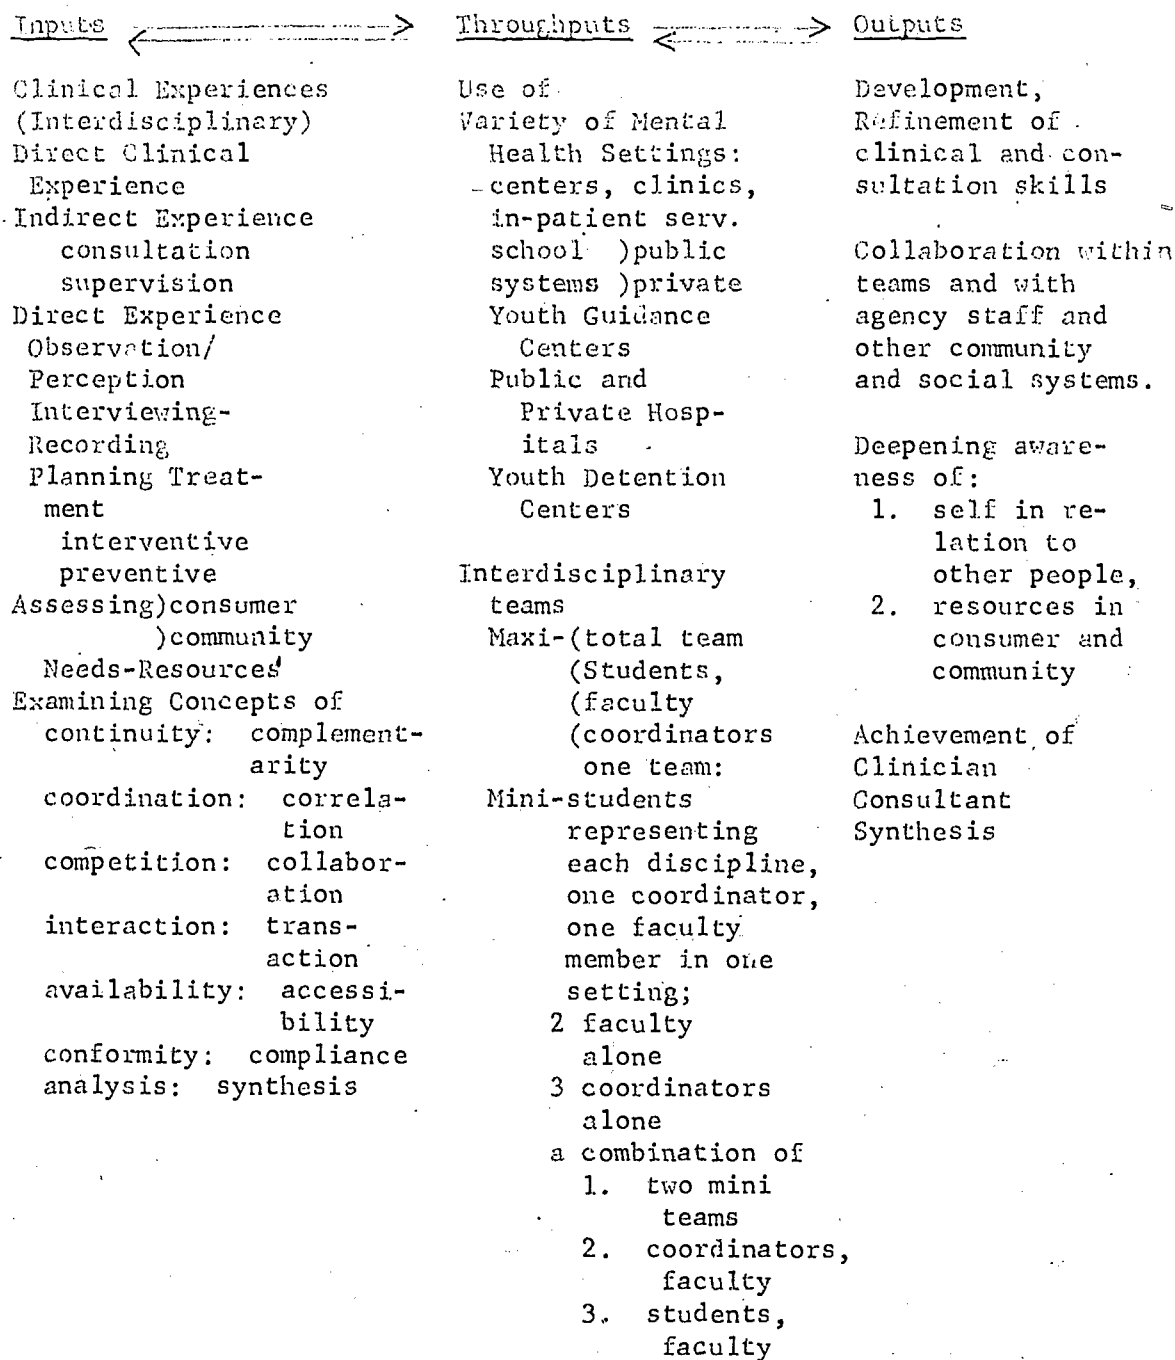 Inputs <------------> Throughputs <------------> Outputs
Clinical Experiences
(Interdisciplinary)
Direct Clinical
Experience
Indirect Experience
consultation
supervision
Direct Experience
Observation/
Perception
Interviewing-
Recording
Planning Treat-
ment
interventive
preventive
Assessing)consumer
)community
Needs-Resources
Examining Concepts of
continuity: complement-
arity
coordination: correla-
tion
competition: collabor-
ation
interaction: trans-
action
availability: accessi-
bility
conformity: compliance
analysis: synthesis
Use of
Variety of Mental
Health Settings:
centers, clinics,
in-patient serv.
school )public
systems )private
Youth Guidance
Centers
Public and
Private Hosp-
itals
Youth Detention
Centers
Interdisciplinary
teams
Maxi-(total team
(Students,
(faculty
(coordinators
one team:
Mini-students
representing
each discipline,
one coordinator,
one faculty
member in one
setting;
2 faculty
alone
3 coordinators
alone
a combination of
1. two mini
teams
2. coordinators,
faculty
3. students,
faculty
Development,
Refinement of
clinical and con-
sultation skills
Collaboration within
teams and with
agency staff and
other community
and social systems.
Deepening aware-
ness of:
1. self in re-
lation to
other people,
2. resources in
consumer and
community
Achievement of
Clinician
Consultant
Synthesis